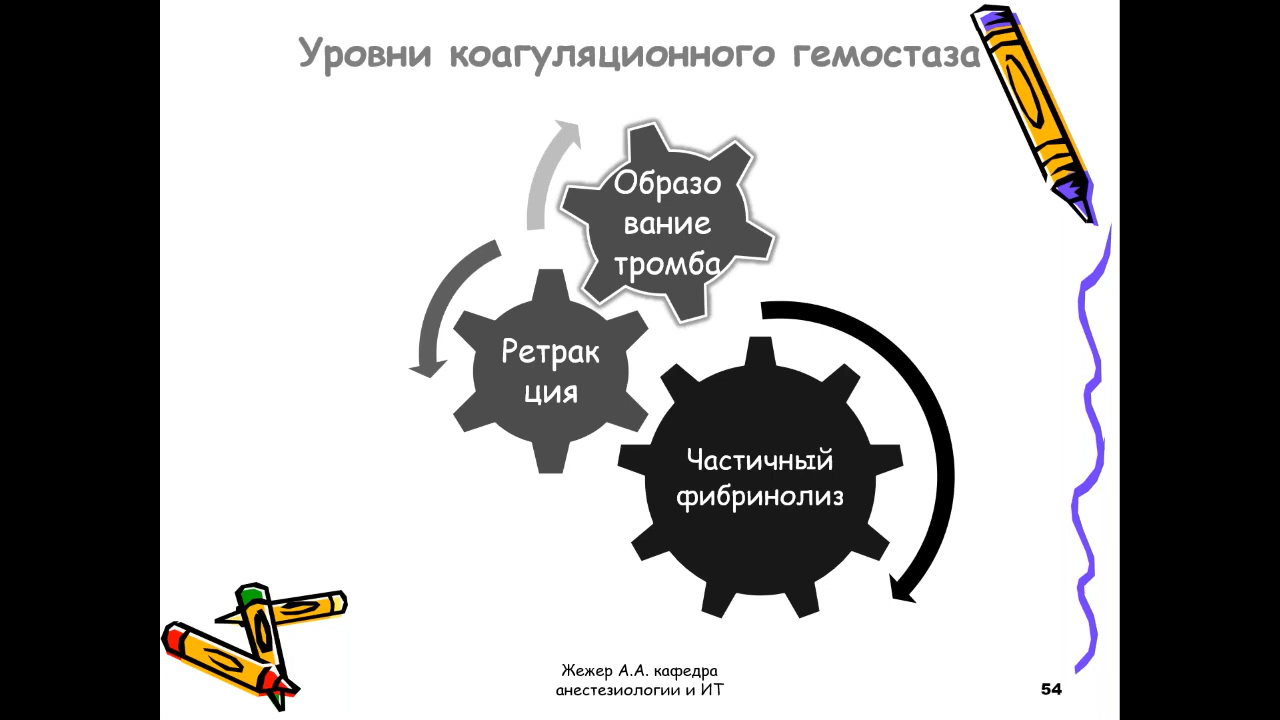 Уровни коагуляционного гемостаза
Образо
вание
тромба
Ретрак
ция
Частичный
фибринолиз
Жежер А.А. кафедра
анестезиологии и ИТ
54